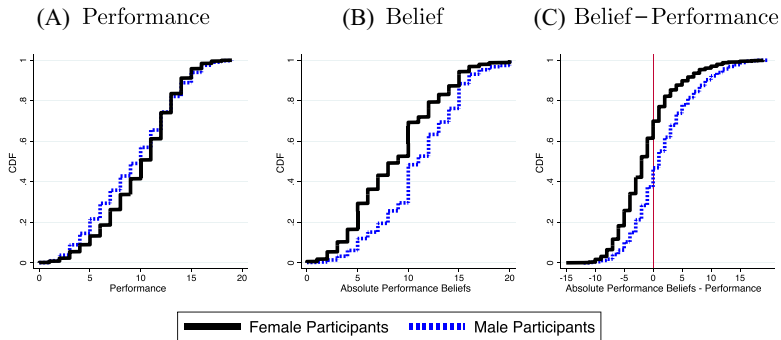 (A) Performance
1
.8
.6
.4
.2
0
CDF
0 5 10 15 20
Performance
(B) Belief
1
.8
.6
.4
.2
0
CDF
0 5 10 15 20
Absolute Performance Beliefs
(C) Belief – Performance
1
.8
.6
.4
.2
0
CDF
-15 -10 -5 0 5 10 15
Absolute Performance Beliefs - Performance
Female Participants Male Participants